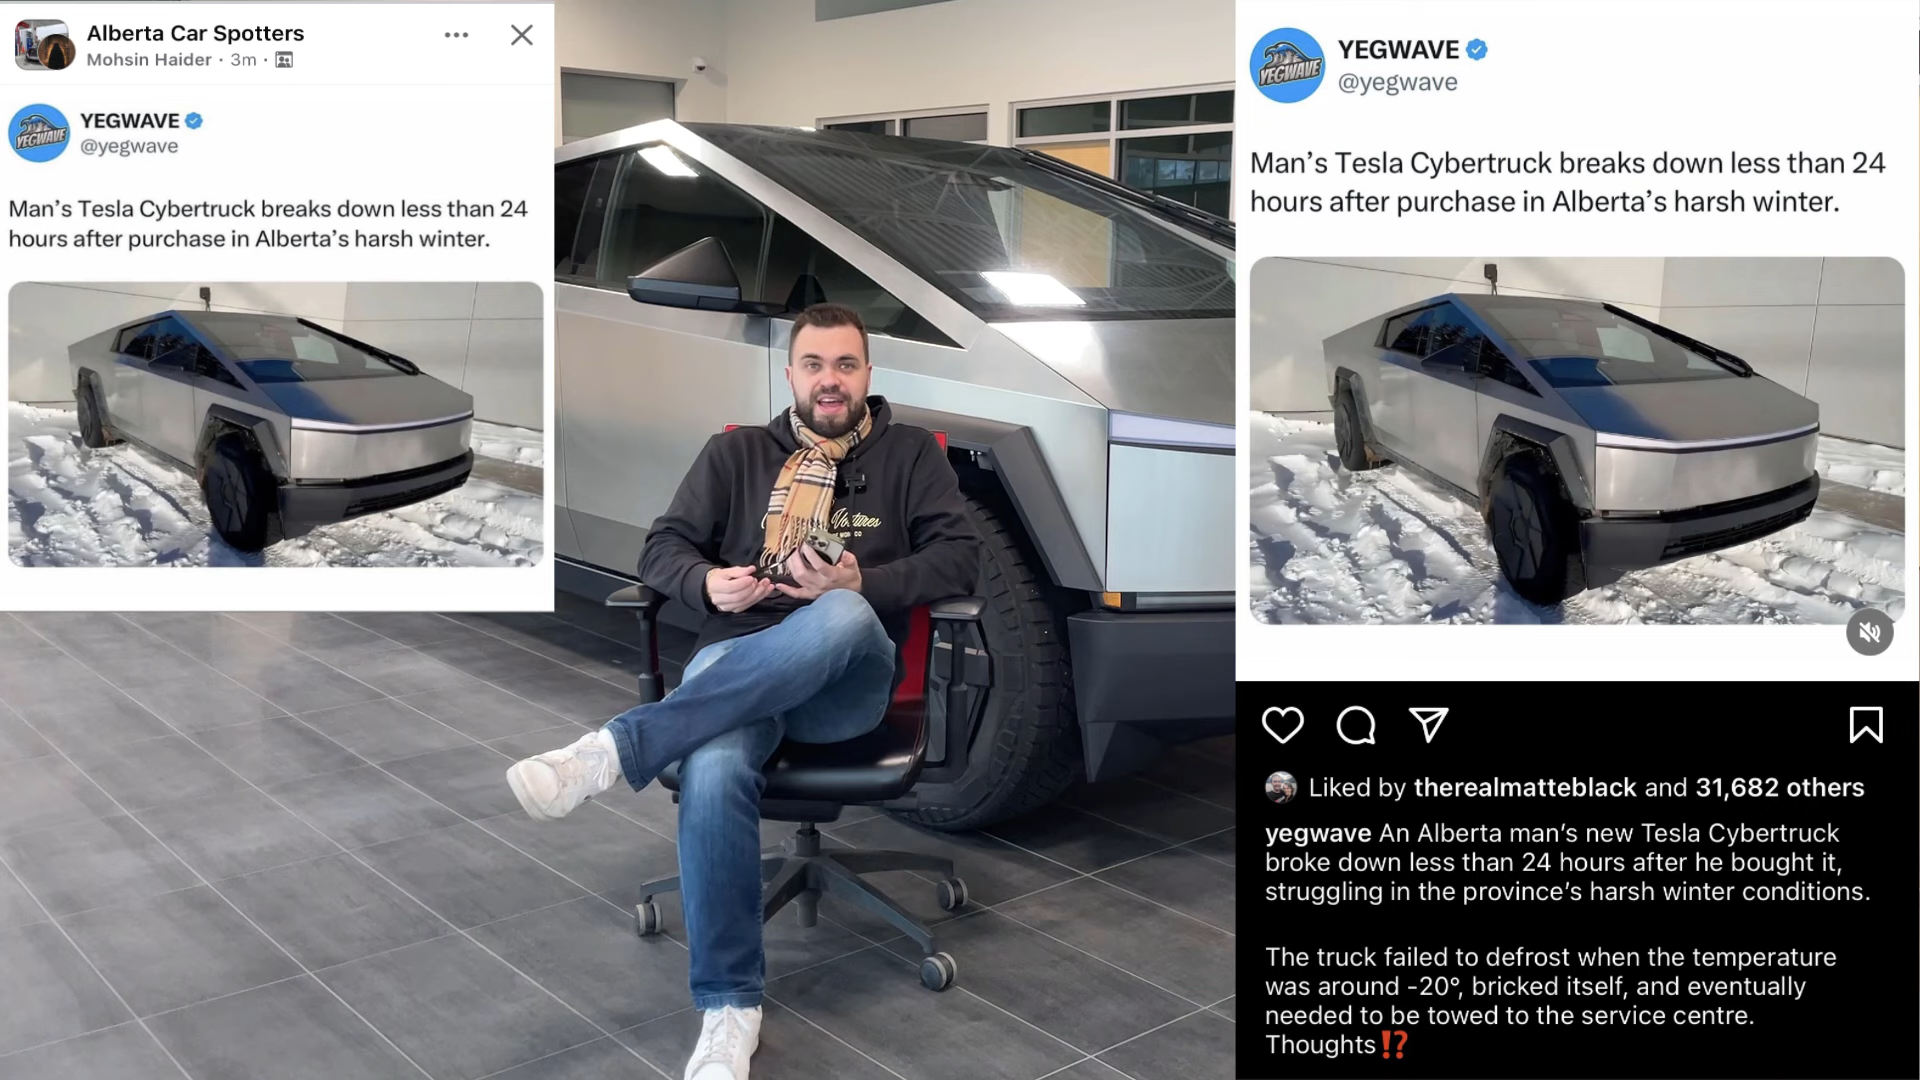 Alberta Car Spotters
Mohsin Haider · 3m ·
YEGWAVE
YEGWAVE
@yegwave
Man's Tesla Cybertruck breaks down less than 24
hours after purchase in Alberta's harsh winter.
YEGWAVE
YEGWAVE
@yegwave
Man's Tesla Cybertruck breaks down less than 24
hours after purchase in Alberta's harsh winter.
Liked by therealmatteblack and 31,682 others
yegwave An Alberta man's new Tesla Cybertruck
broke down less than 24 hours after he bought it,
struggling in the province's harsh winter conditions.
The truck failed to defrost when the temperature
was around -20°, bricked itself, and eventually
needed to be towed to the service centre.
Thoughts⁉️